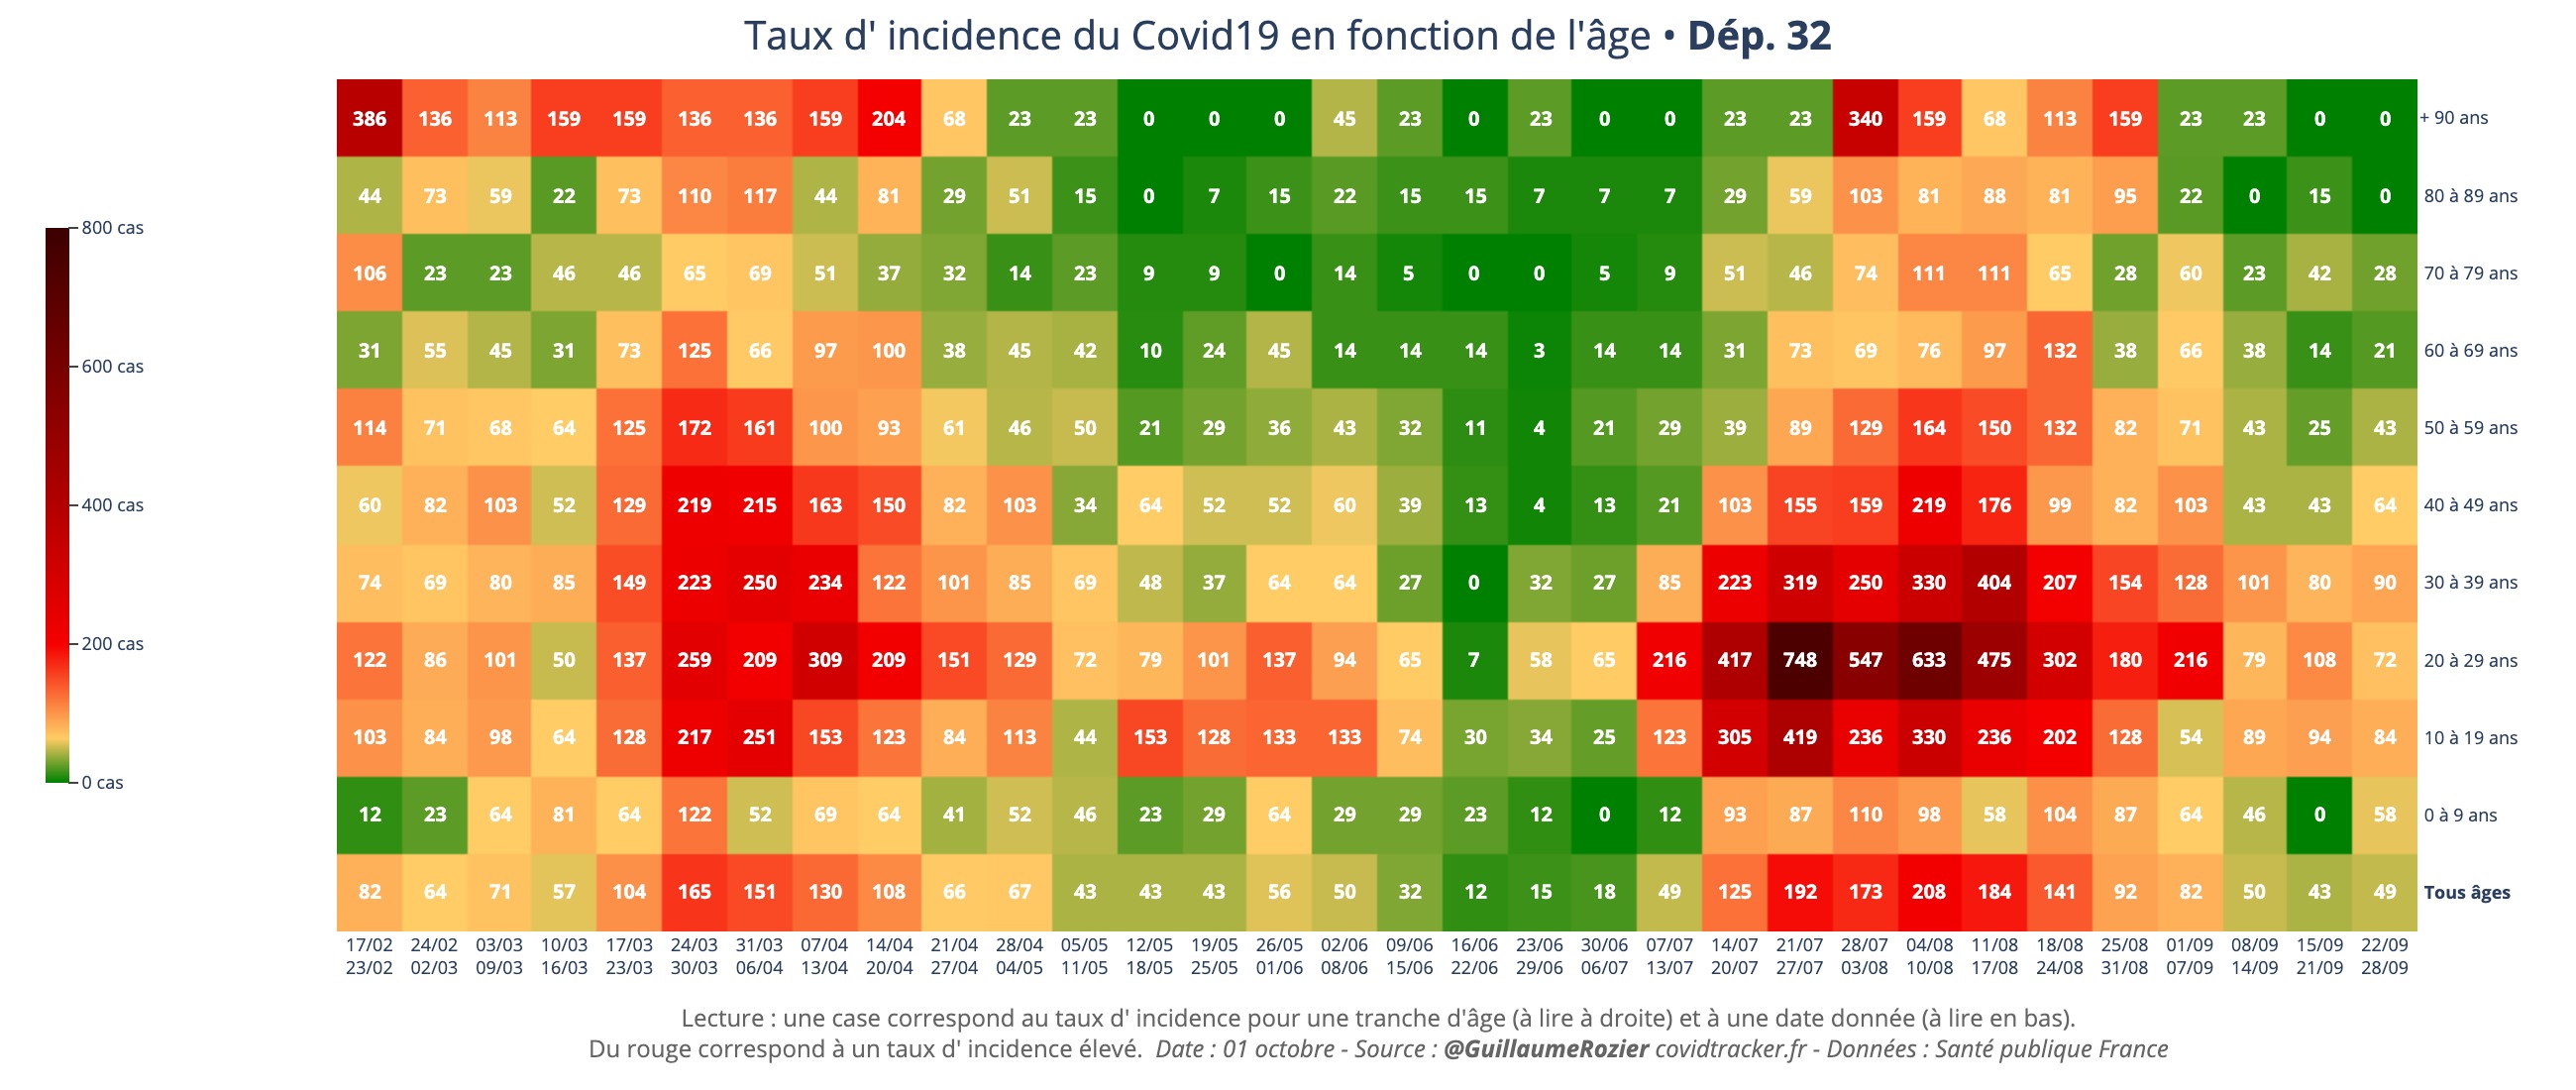 Taux d' incidence du Covid19 en fonction de l'âge • Dép. 32
386 136 113 159 159 136 136 159 204 68 23 23 0 0 0 45 23 0 23 0 0 23 23 340 159 68 113 159 23 23 0 0 + 90 ans
44 73 59 22 73 110 117 44 81 29 51 15 0 7 15 22 15 15 7 7 7 29 59 103 81 88 81 95 22 0 15 0 80 à 89 ans
106 23 23 46 46 65 69 51 37 32 14 23 9 9 0 14 5 0 0 5 9 51 46 74 111 111 65 28 60 23 42 28 70 à 79 ans
31 55 45 31 73 125 66 97 100 38 45 42 10 24 45 14 14 14 3 14 14 31 73 69 76 97 132 38 66 38 14 21 60 à 69 ans
114 71 68 64 125 172 161 100 93 61 46 50 21 29 36 43 32 11 4 21 29 39 89 129 164 150 132 82 71 43 25 43 50 à 59 ans
60 82 103 52 129 219 215 163 150 82 103 34 64 52 52 60 39 13 4 13 21 103 155 159 219 176 99 82 103 43 43 64 40 à 49 ans
74 69 80 85 149 223 250 234 122 101 85 69 48 37 64 64 27 0 32 27 85 223 319 250 330 404 207 154 128 101 80 90 30 à 39 ans
122 86 101 50 137 259 209 309 209 151 129 72 79 101 137 94 65 7 58 65 216 417 748 547 633 475 302 180 216 79 108 72 20 à 29 ans
103 84 98 64 128 217 251 153 123 84 113 44 153 128 133 133 74 30 34 25 123 305 419 236 330 236 202 128 54 89 94 84 10 à 19 ans
12 23 64 81 64 122 52 69 64 41 52 46 23 29 64 29 29 23 12 0 12 93 87 110 98 58 104 87 64 46 0 58 0 à 9 ans
82 64 71 57 104 165 151 130 108 66 67 43 43 43 56 50 32 12 15 18 49 125 192 173 208 184 141 92 82 50 43 49 Tous âges
17/02 24/02 03/03 10/03 17/03 24/03 31/03 07/04 14/04 21/04 28/04 05/05 12/05 19/05 26/05 02/06 09/06 16/06 23/06 30/06 07/07 14/07 21/07 28/07 04/08 11/08 18/08 25/08 01/09 08/09 15/09 22/09
23/02 02/03 09/03 16/03 23/03 30/03 06/04 13/04 20/04 27/04 04/05 11/05 18/05 25/05 01/06 08/06 15/06 22/06 29/06 06/07 13/07 20/07 27/07 03/08 10/08 17/08 24/08 31/08 07/09 14/09 21/09 28/09
800 cas
600 cas
400 cas
200 cas
0 cas
Lecture : une case correspond au taux d' incidence pour une tranche d'âge (à lire à droite) et à une date donnée (à lire en bas).
Du rouge correspond à un taux d' incidence élevé. Date : 01 octobre - Source : @GuillaumeRozier covidtracker.fr - Données : Santé publique France